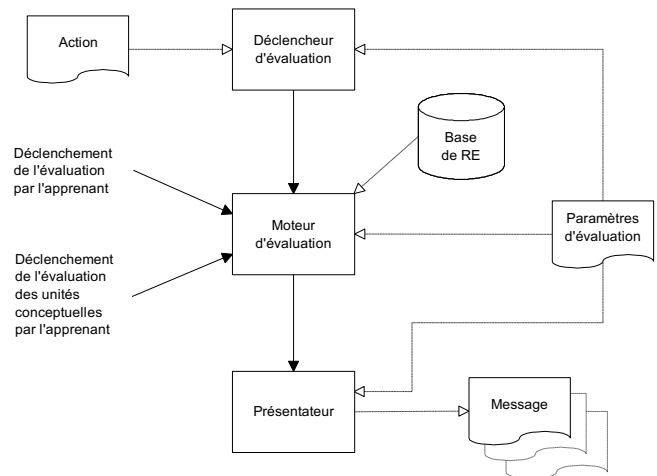 Action
Déclencheur
d'évaluation
Base
de RE
Déclenchement
de l'évaluation
par l'apprenant
Moteur
d'évaluation
Paramètres
d'évaluation
Déclenchement
de l'évaluation
des unités
conceptuelles
par l'apprenant
Présentateur
Message